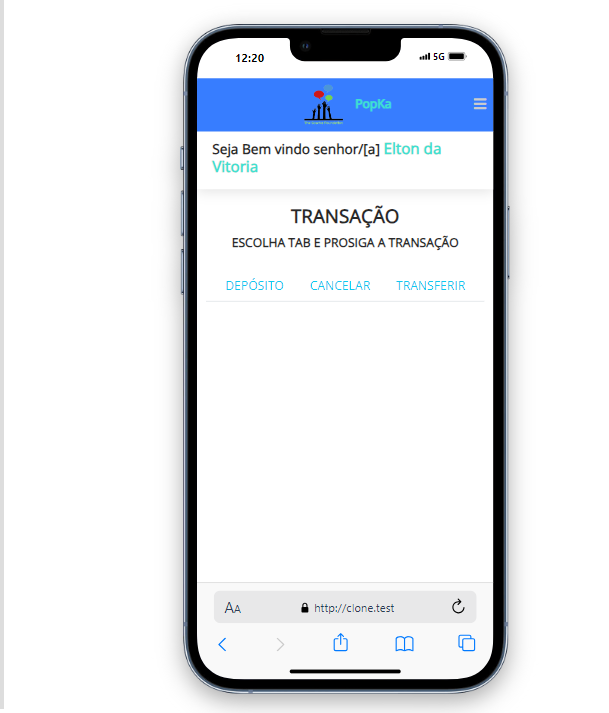 12:20 5G
PopKa
Seja Bem vindo senhor/[a] Elton da
Vitoria
TRANSAÇÃO
ESCOLHA TAB E PROSIGA A TRANSAÇÃO
DEPÓSITO CANCELAR TRANSFERIR
AA http://clone.test